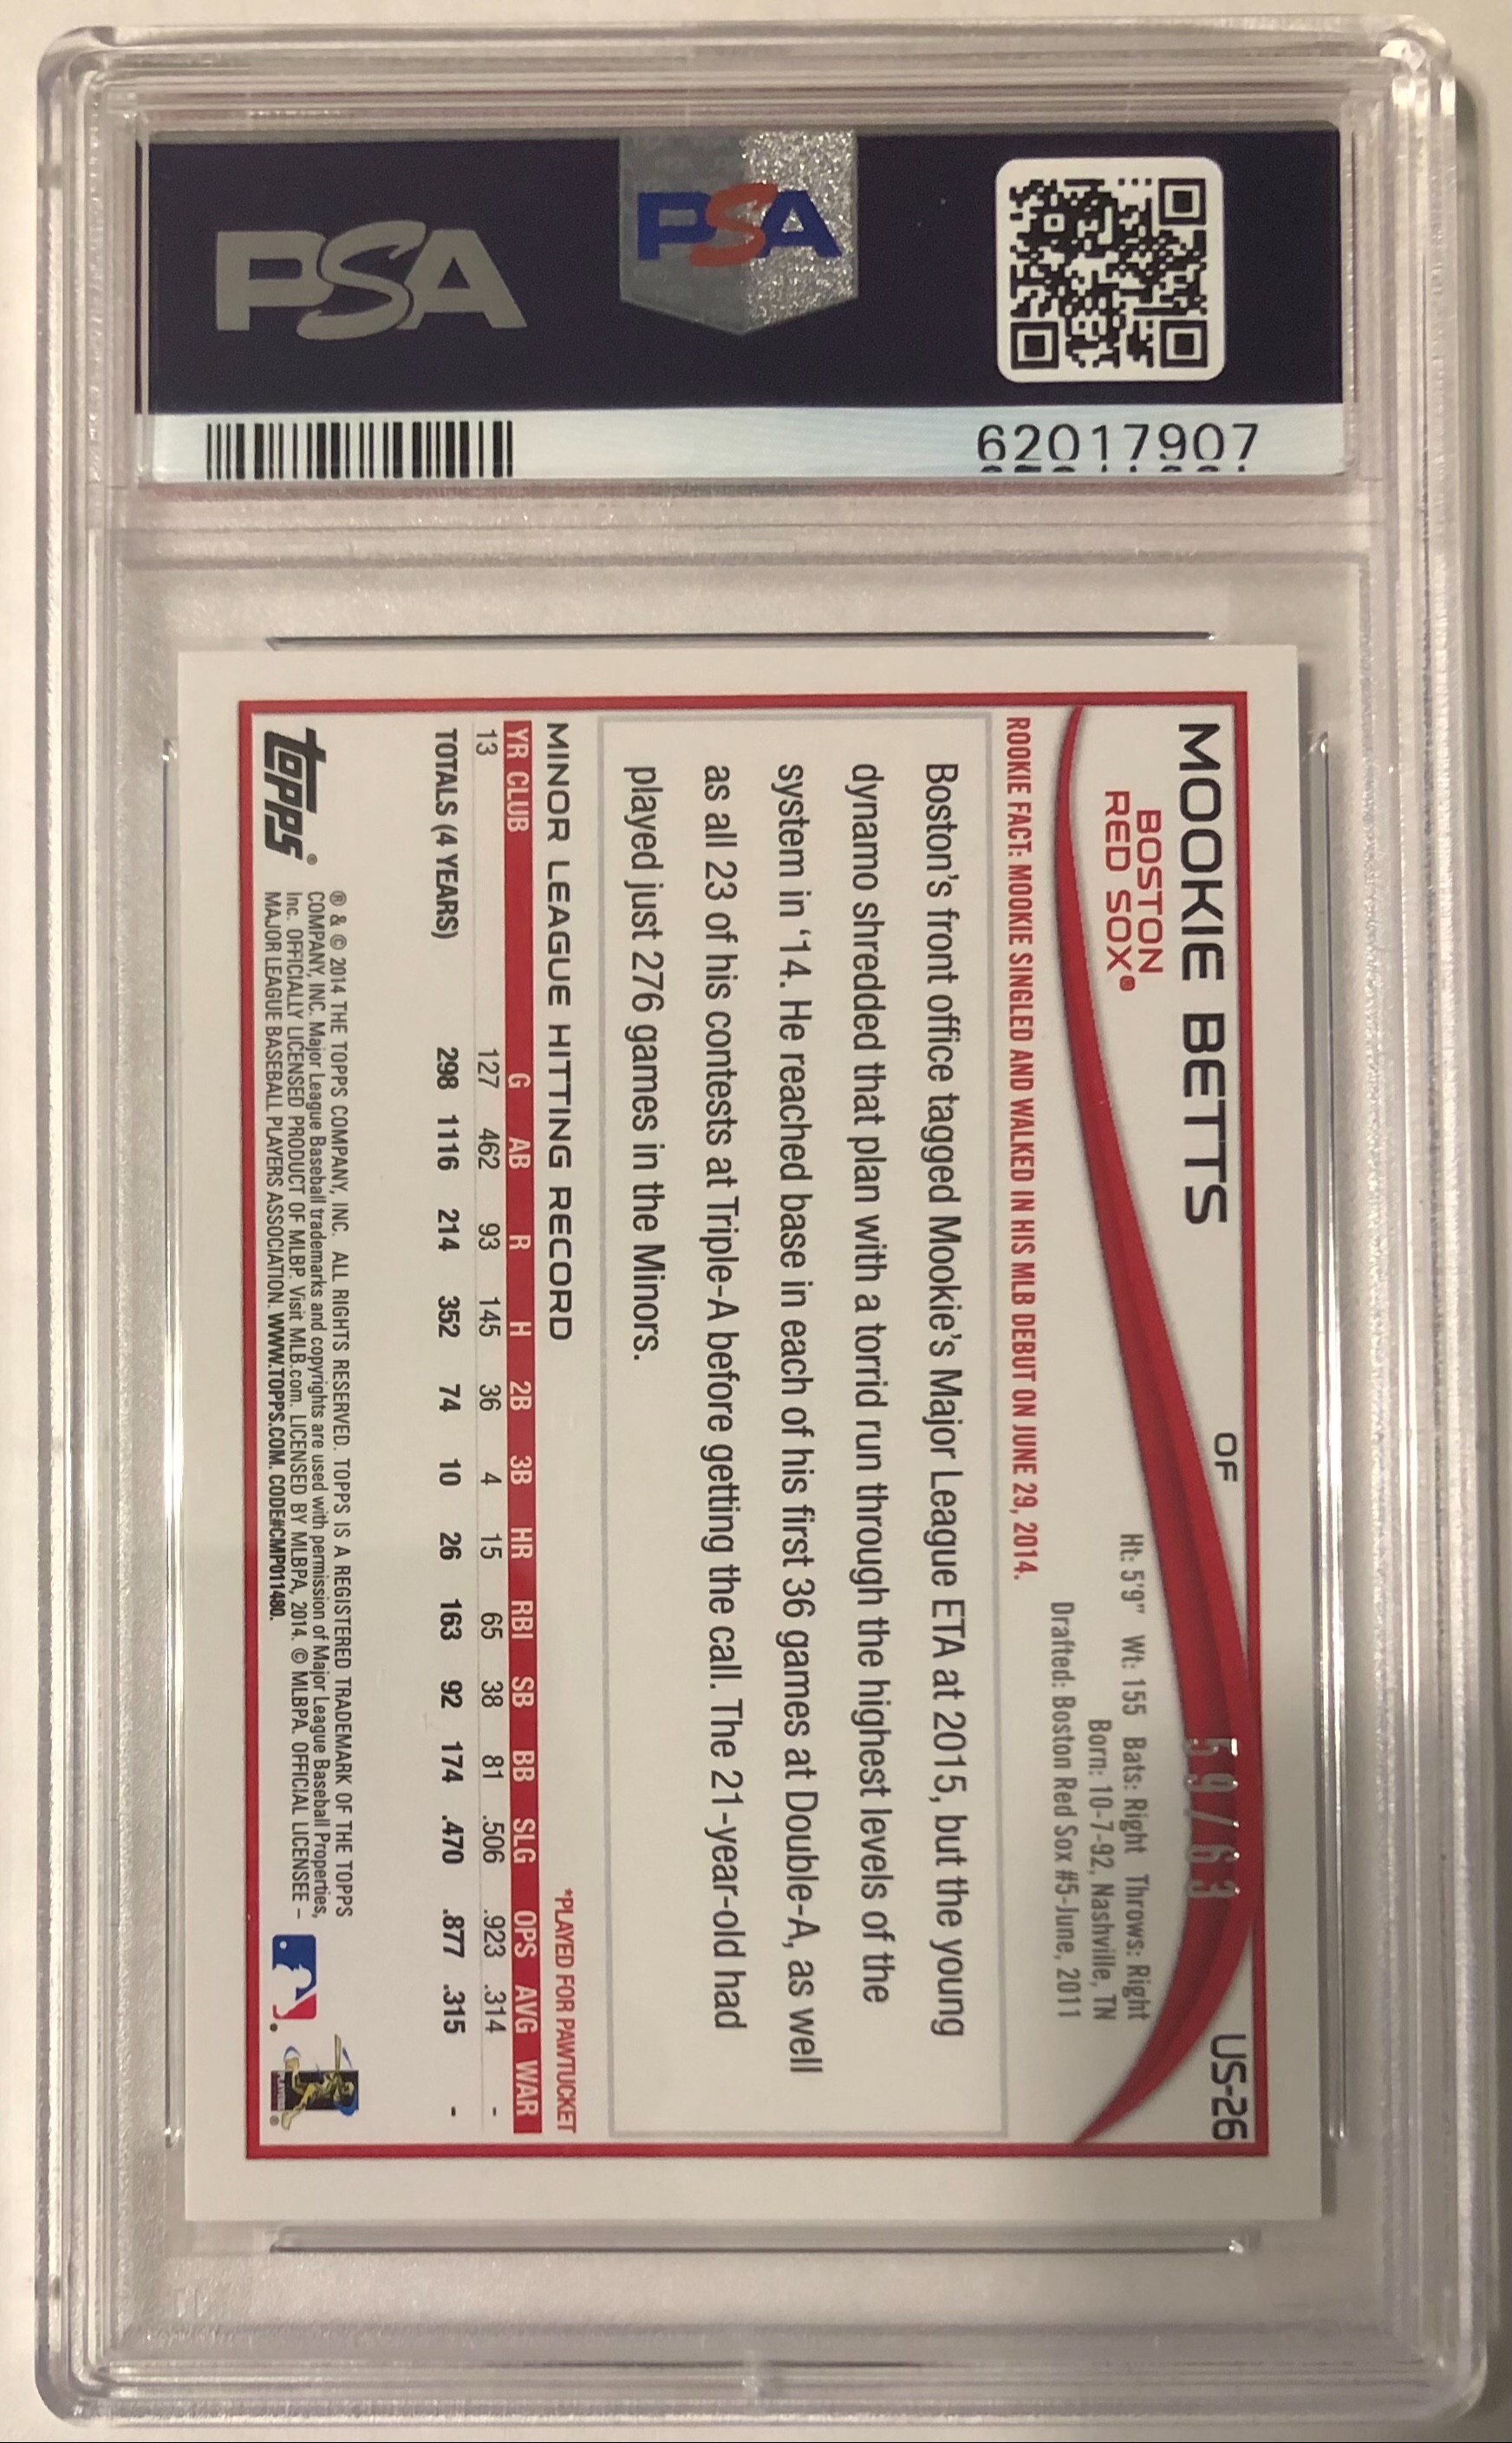 PSA
PSA
62017907
MOOKIE BETTS
OF
US-26
BOSTON
RED SOX®
59/63
Ht: 5'9" Wt: 155 Bats: Right Throws: Right
Born: 10-7-92, Nashville, TN
Drafted: Boston Red Sox #5-June, 2011
ROOKIE FACT: MOOKIE SINGLED AND WALKED IN HIS MLB DEBUT ON JUNE 29, 2014.
Boston's front office tagged Mookie's Major League ETA at 2015, but the young
dynamo shredded that plan with a torrid run through the highest levels of the
system in '14. He reached base in each of his first 36 games at Double-A, as well
as all 23 of his contests at Triple-A before getting the call. The 21-year-old had
played just 276 games in the Minors.
MINOR LEAGUE HITTING RECORD
*PLAYED FOR PAWTUCKET
YR CLUB G AB R H 2B 3B HR RBI SB BB SLG OPS AVG WAR
13 127 462 93 145 36 4 15 65 38 81 .506 .923 .314 -
TOTALS (4 YEARS) 298 1116 214 352 74 10 26 163 92 174 .470 .877 .315 -
topps®
® & © 2014 THE TOPPS COMPANY, INC. ALL RIGHTS RESERVED. TOPPS IS A REGISTERED TRADEMARK OF THE TOPPS
COMPANY, INC. Major League Baseball trademarks and copyrights are used with permission of Major League Baseball Properties,
Inc. OFFICIALLY LICENSED PRODUCT OF MLBP. Visit MLB.com. LICENSED BY MLBPA, 2014. © MLBPA. OFFICIAL LICENSEE –
MAJOR LEAGUE BASEBALL PLAYERS ASSOCIATION. WWW.TOPPS.COM. CODE#CMP011480.